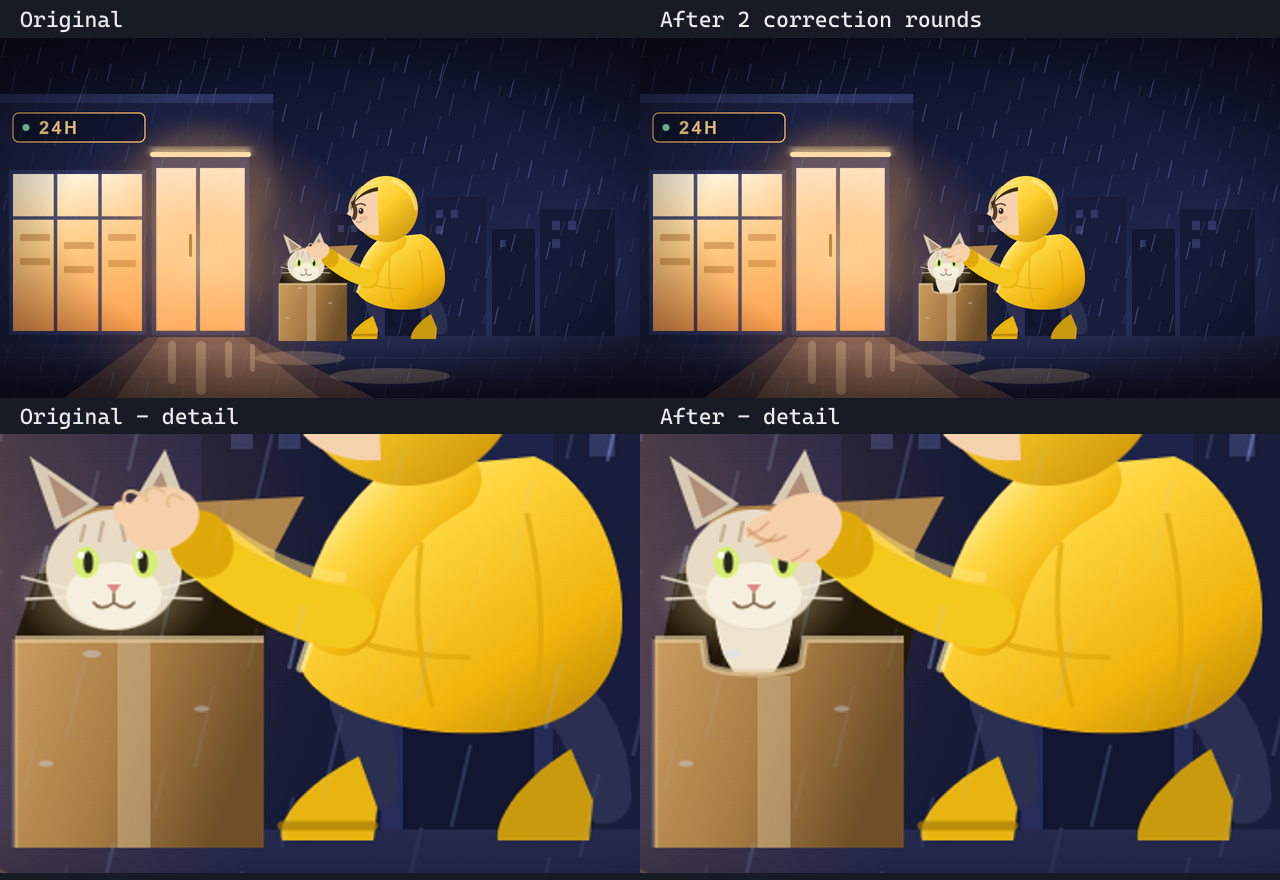 Original
After 2 correction rounds
24H
24H
Original - detail
After - detail